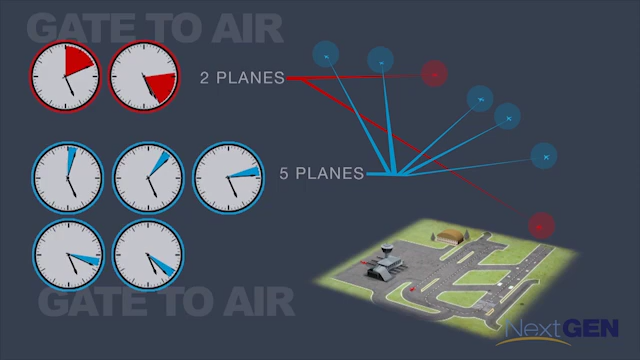 GATE TO AIR
2 PLANES
5 PLANES
GATE TO AIR
NextGEN